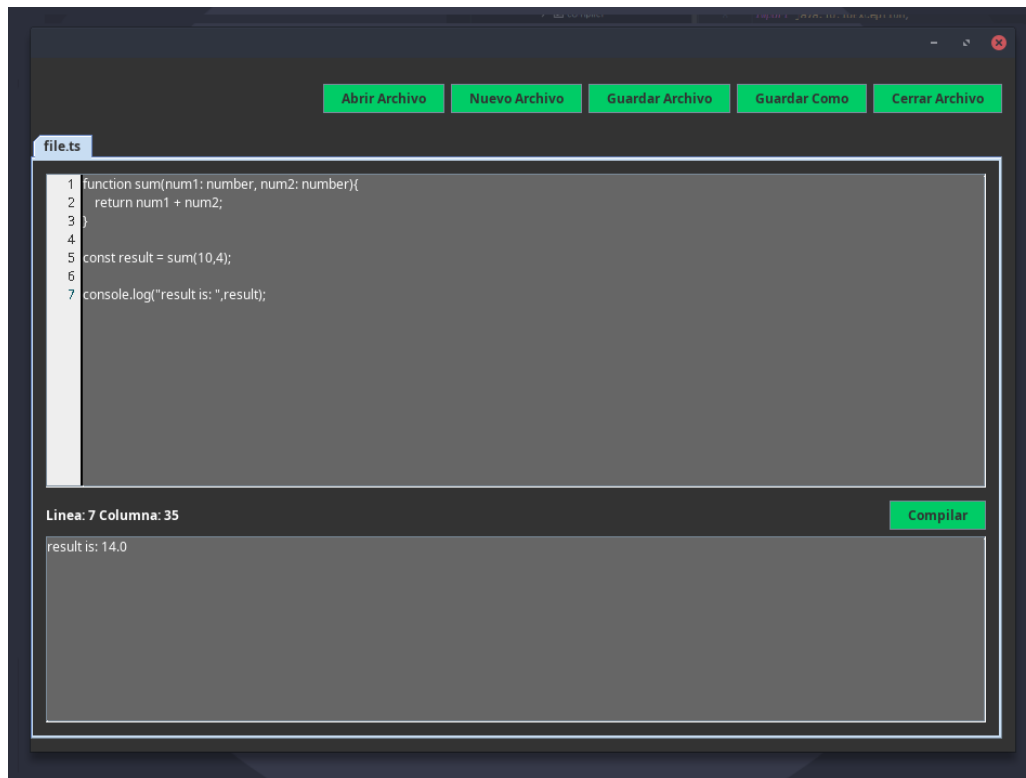 Abrir Archivo Nuevo Archivo Guardar Archivo Guardar Como Cerrar Archivo
file.ts
1 function sum(num1: number, num2: number){
2 return num1 + num2;
3 }
4
5 const result = sum(10,4);
6
7 console.log("result is: ",result);
Linea: 7 Columna: 35
Compilar
result is: 14.0